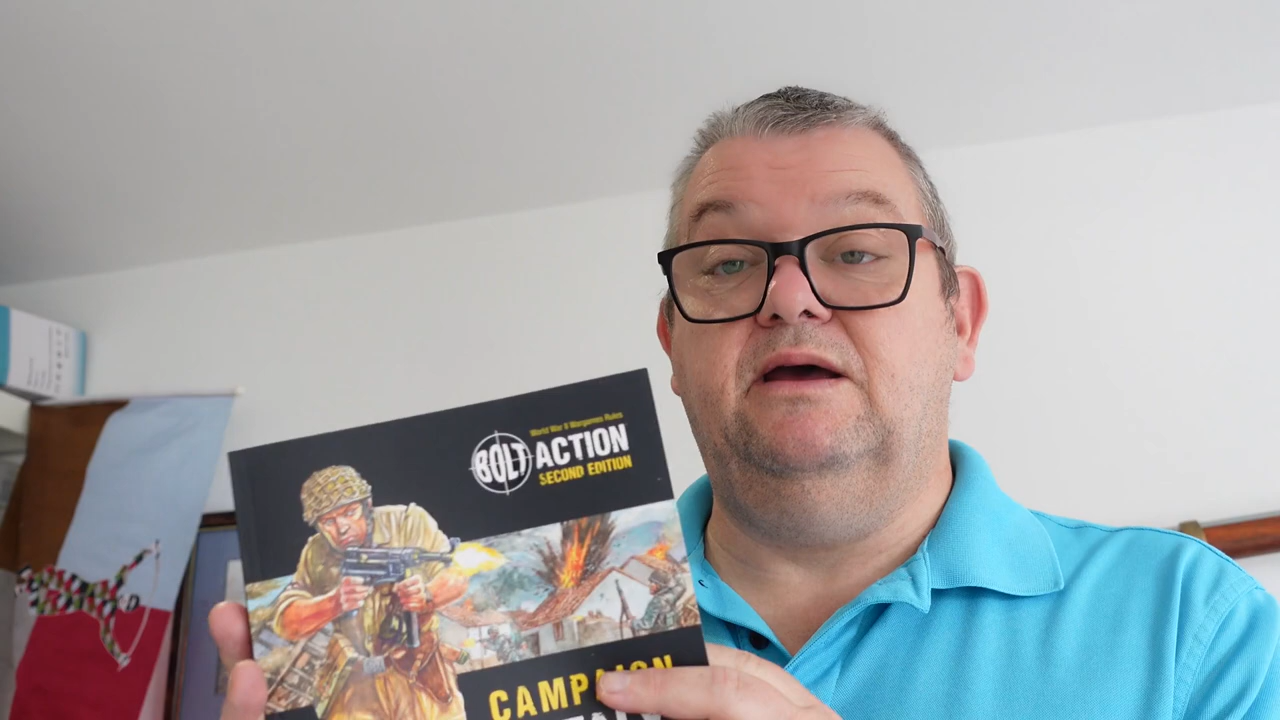 World War II Wargames Rules
BOLT ACTION
SECOND EDITION
CAMPAIGN